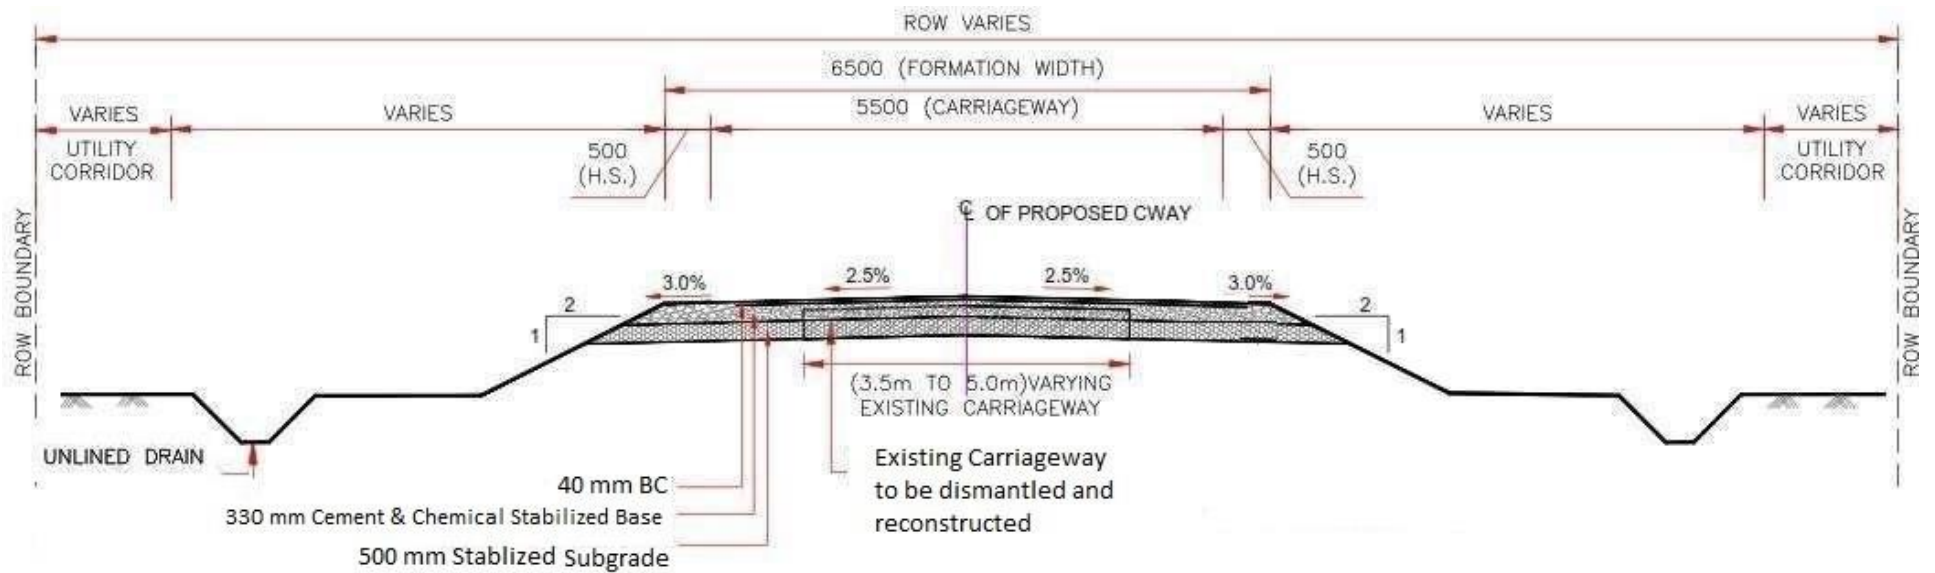 ROW VARIES
6500 (FORMATION WIDTH)
VARIES
VARIES
5500 (CARRIAGEWAY)
VARIES
VARIES
UTILITY
CORRIDOR
500
(H.S.)
500
(H.S.)
UTILITY
CORRIDOR
ROW BOUNDARY
℄ OF PROPOSED CWAY
ROW BOUNDARY
3.0%
2.5%
2.5%
3.0%
2
1
2
1
(3.5m TO 5.0m)VARYING
EXISTING CARRIAGEWAY
UNLINED DRAIN
Existing Carriageway
to be dismantled and
reconstructed
40 mm BC
330 mm Cement & Chemical Stabilized Base
500 mm Stablized Subgrade